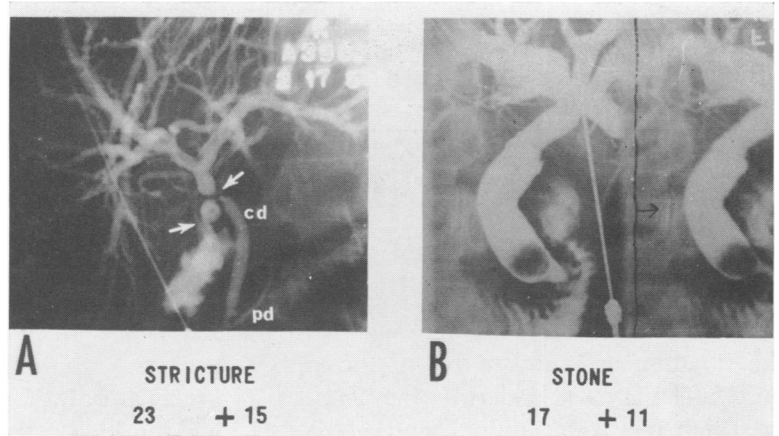 cd
pd
A
STRICTURE
23 + 15
B
STONE
17 + 11